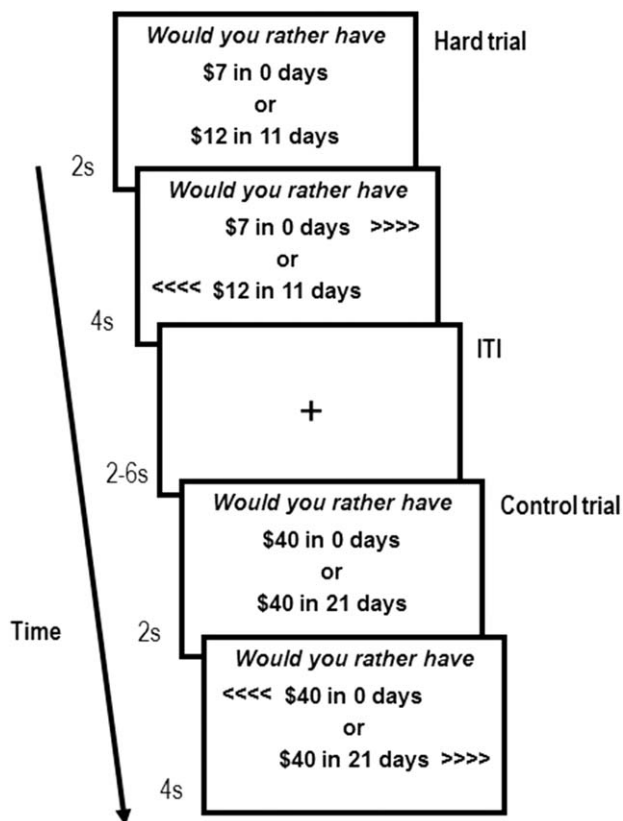 Would you rather have
$7 in 0 days
or
$12 in 11 days
Hard trial
2s
Would you rather have
$7 in 0 days >>>>
or
<<<< $12 in 11 days
4s
ITI
+
2-6s
Would you rather have
$40 in 0 days
or
$40 in 21 days
Control trial
Time
2s
Would you rather have
<<<< $40 in 0 days
or
$40 in 21 days >>>>
4s